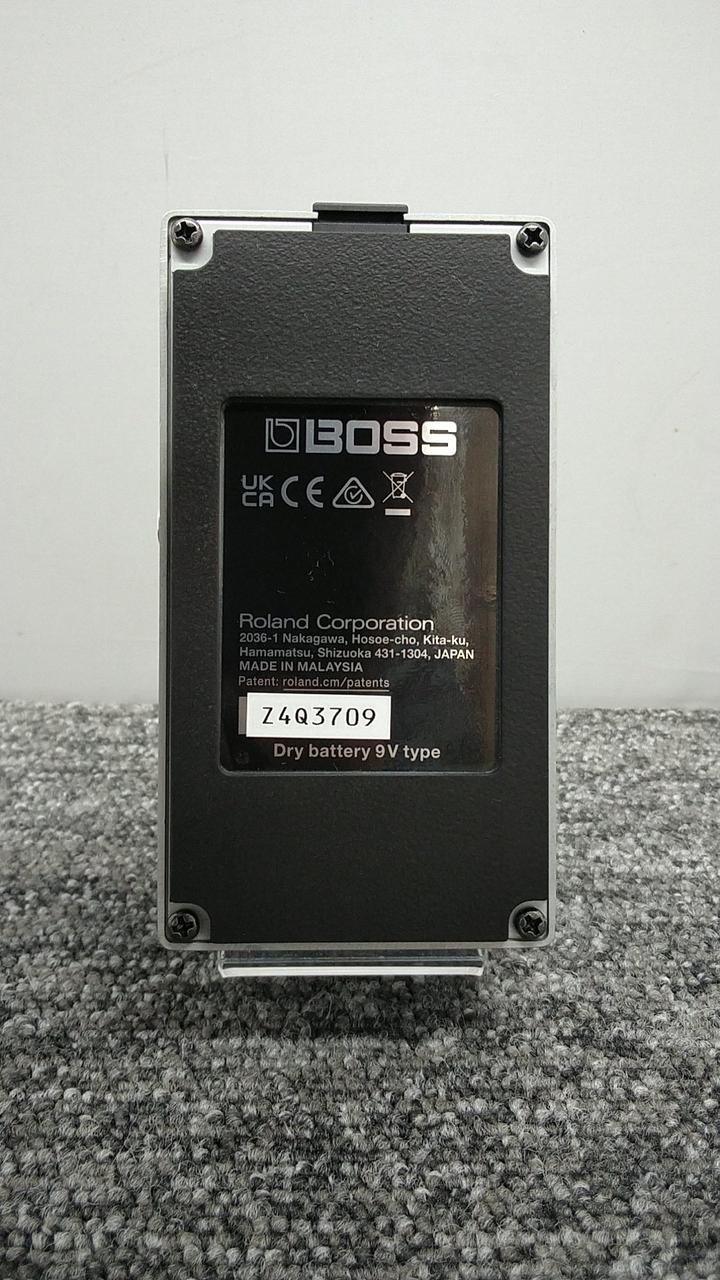 BOSS
UK
CA CE
Roland Corporation
2036-1 Nakagawa, Hosoe-cho, Kita-ku,
Hamamatsu, Shizuoka 431-1304, JAPAN
MADE IN MALAYSIA
Patent: roland.cm/patents
Z4Q3709
Dry battery 9V type